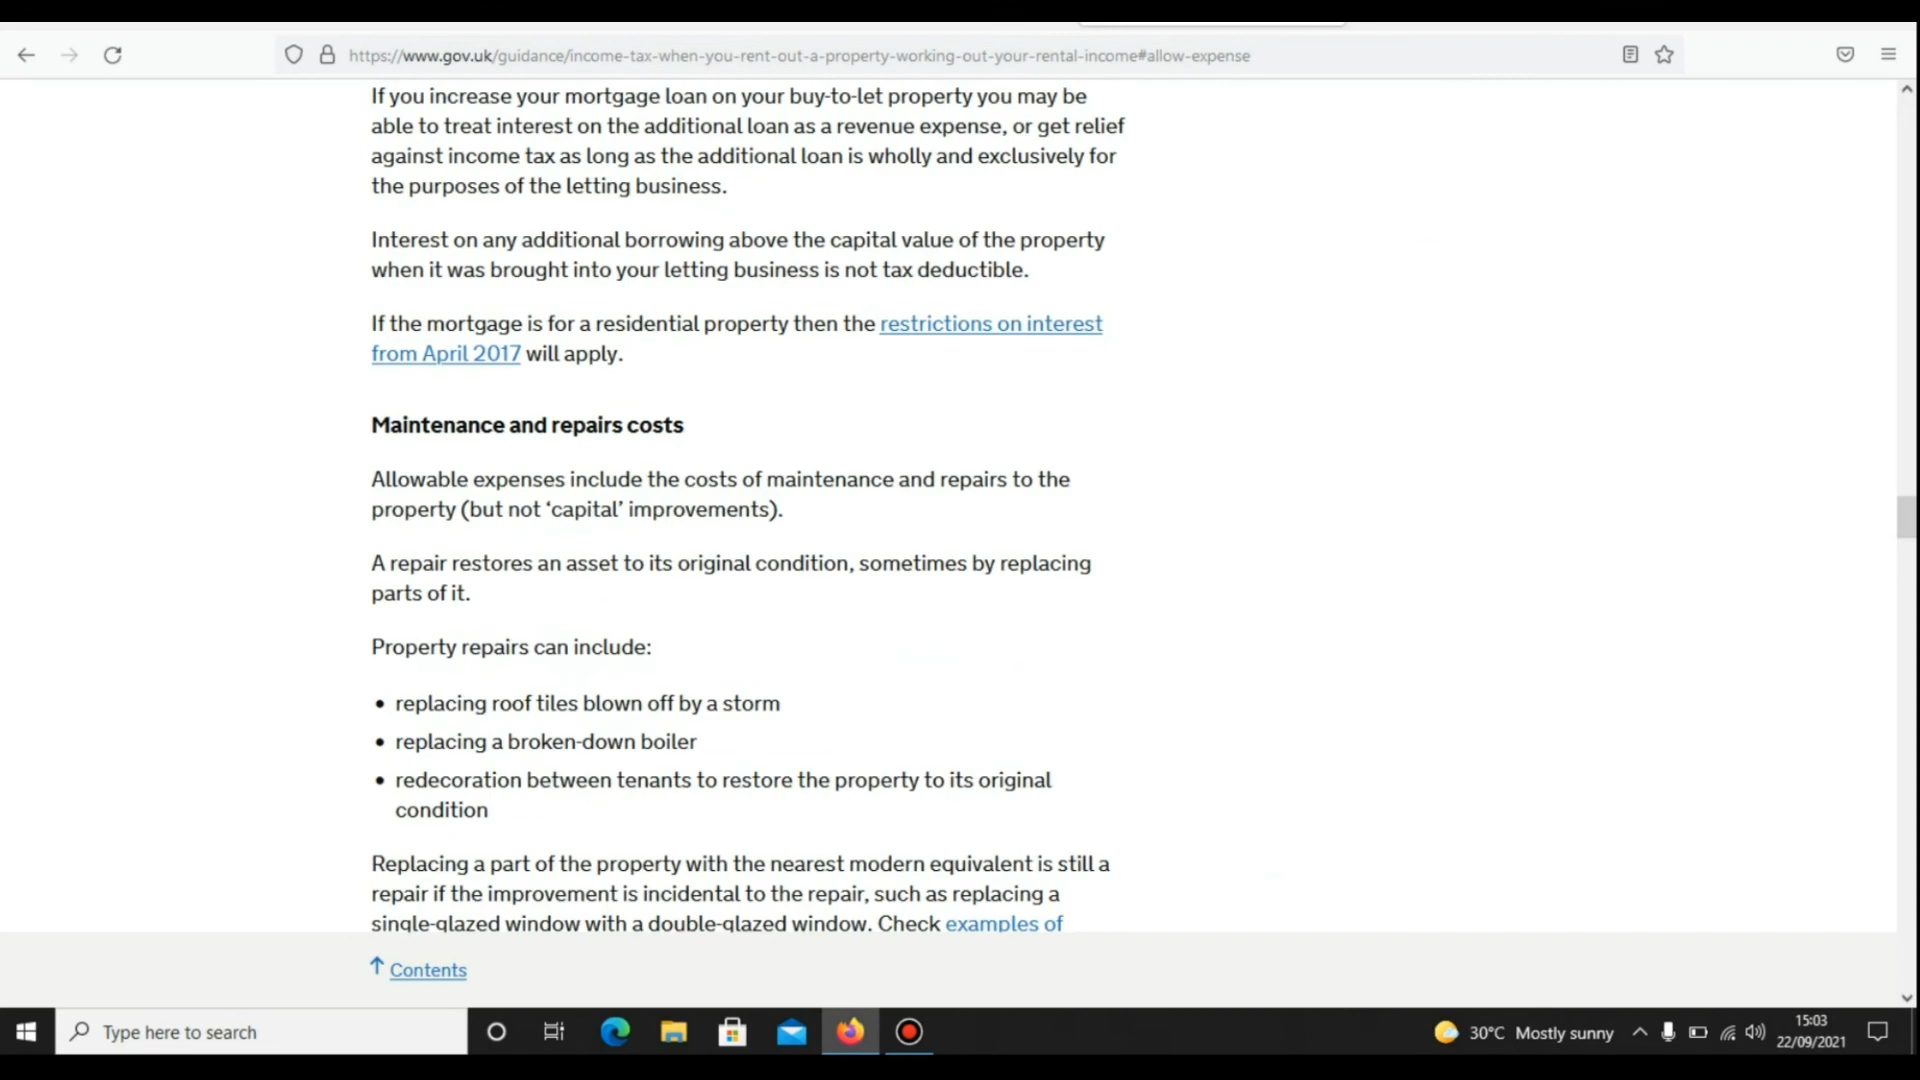 https://www.gov.uk/guidance/income-tax-when-you-rent-out-a-property-working-out-your-rental-income#allow-expense
If you increase your mortgage loan on your buy-to-let property you may be
able to treat interest on the additional loan as a revenue expense, or get relief
against income tax as long as the additional loan is wholly and exclusively for
the purposes of the letting business.
Interest on any additional borrowing above the capital value of the property
when it was brought into your letting business is not tax deductible.
If the mortgage is for a residential property then the restrictions on interest
from April 2017 will apply.
Maintenance and repairs costs
Allowable expenses include the costs of maintenance and repairs to the
property (but not ‘capital’ improvements).
A repair restores an asset to its original condition, sometimes by replacing
parts of it.
Property repairs can include:
• replacing roof tiles blown off by a storm
• replacing a broken-down boiler
• redecoration between tenants to restore the property to its original
condition
Replacing a part of the property with the nearest modern equivalent is still a
repair if the improvement is incidental to the repair, such as replacing a
single-glazed window with a double-glazed window. Check examples of
↑ Contents
Type here to search
30°C Mostly sunny
15:03
22/09/2021